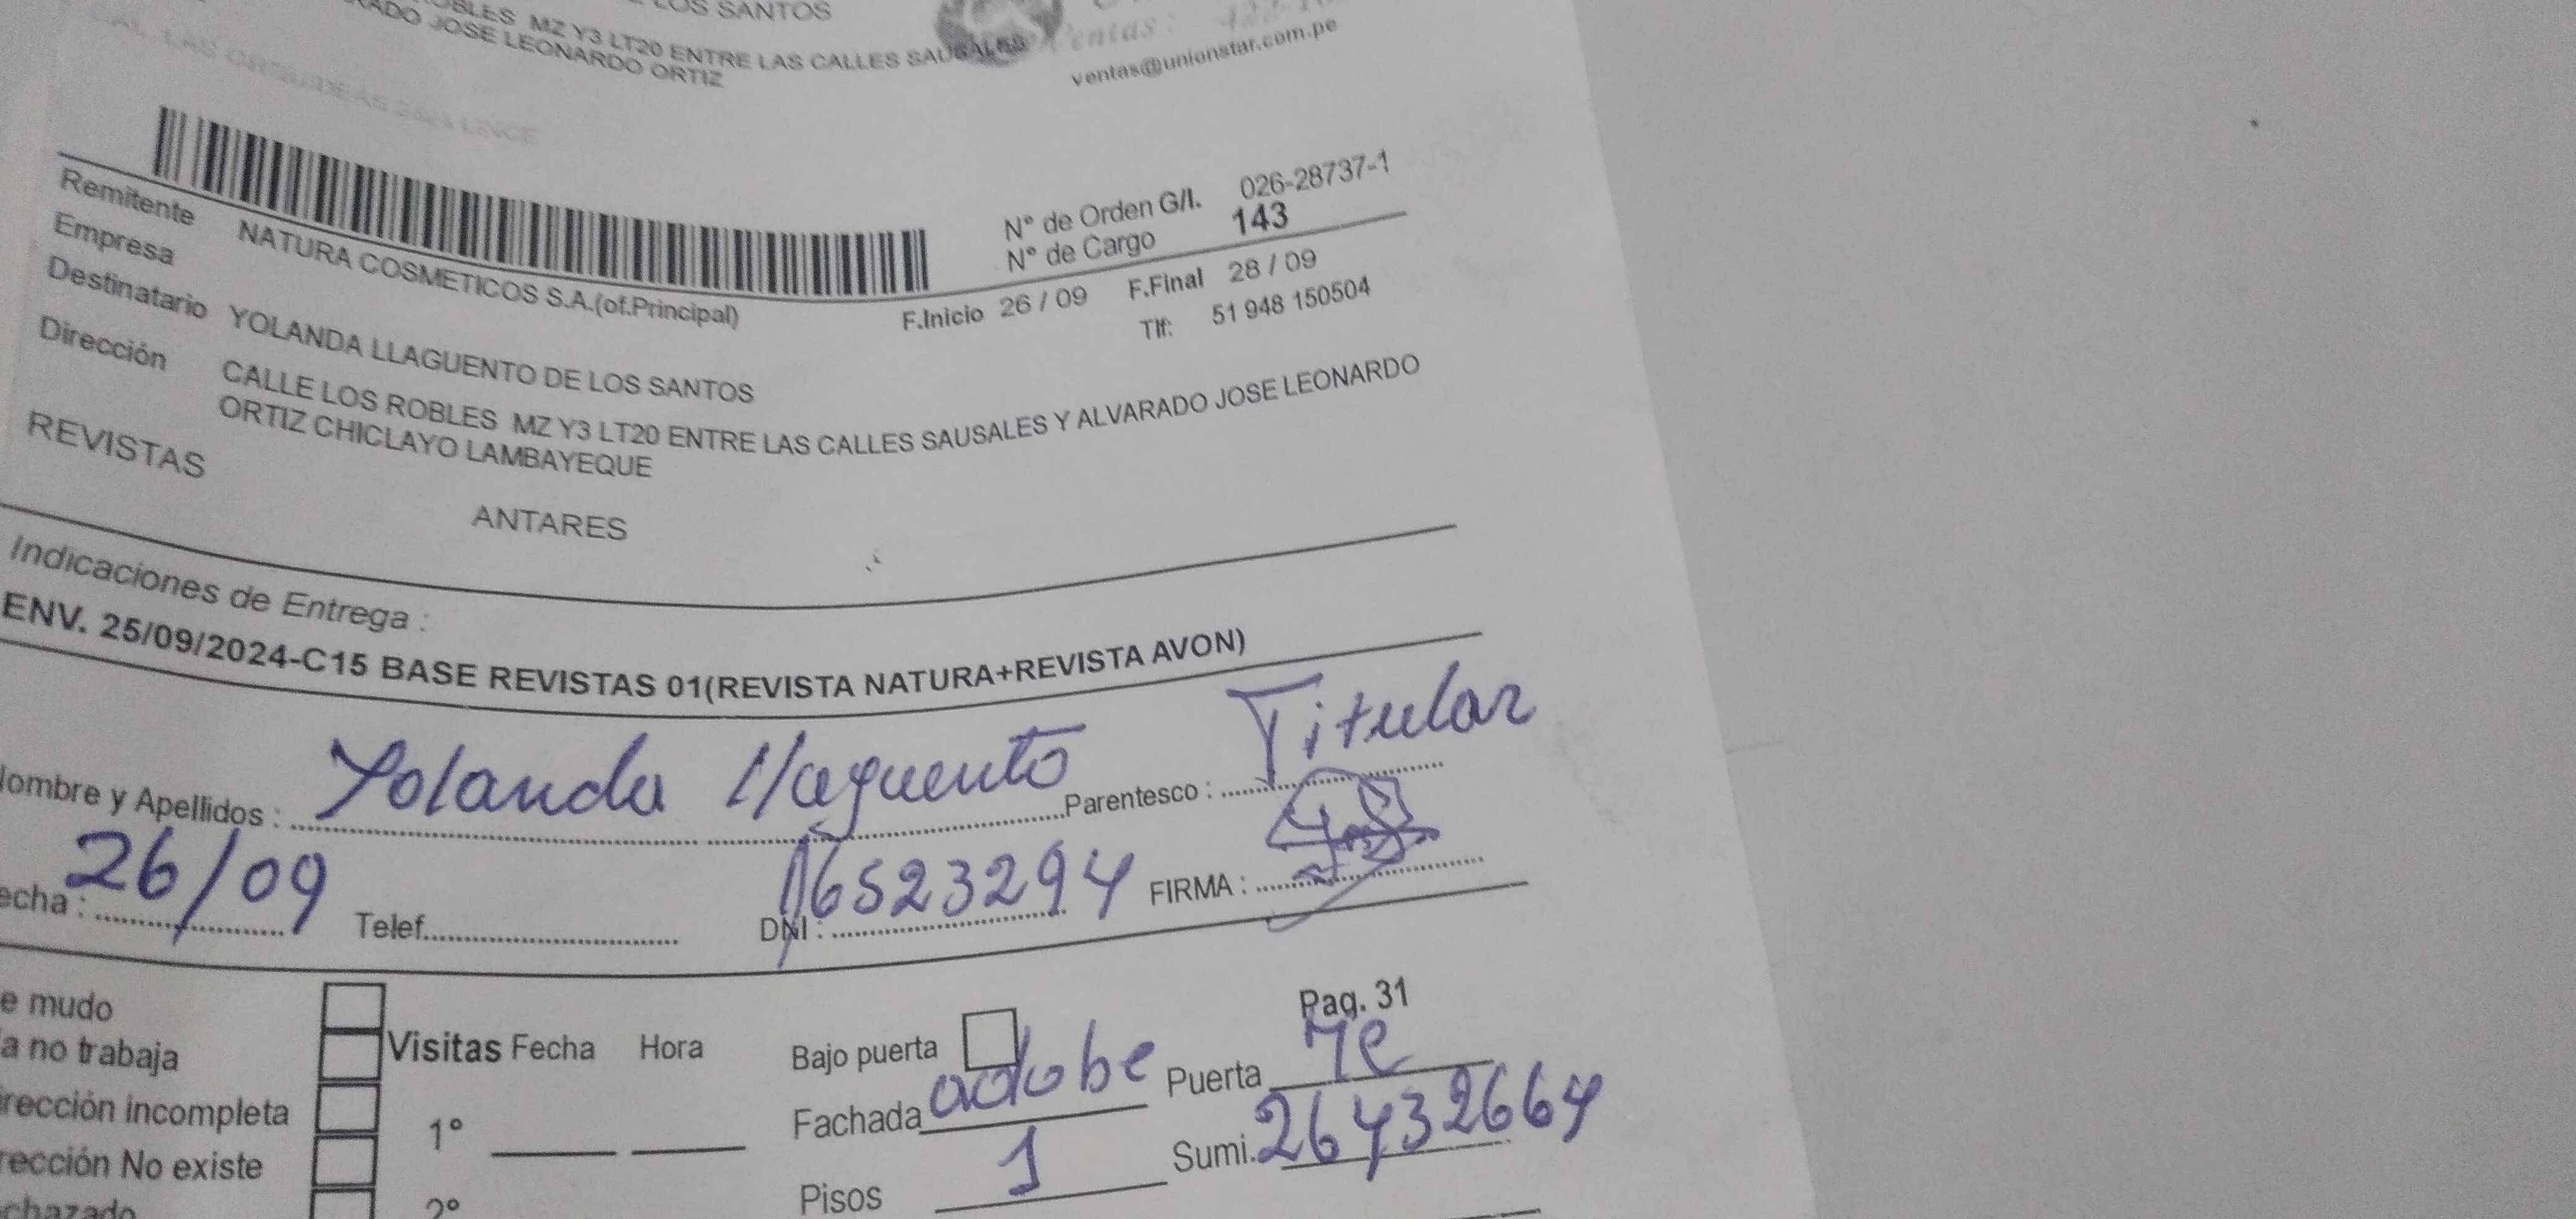 LOS SANTOS
OBLES MZ Y3 LT20 ENTRE LAS CALLES SAUSALES
RADO JOSE LEONARDO ORTIZ
Ventas :
ventas@unionstar.com.pe
N° de Orden G/I. 026-28737-1
N° de Cargo 143
Remitente NATURA COSMETICOS S.A.(of.Principal)
Empresa
F.Inicio 26 / 09 F.Final 28 / 09
Destinatario YOLANDA LLAGUENTO DE LOS SANTOS
Tlf: 51 948 150504
Dirección CALLE LOS ROBLES MZ Y3 LT20 ENTRE LAS CALLES SAUSALES Y ALVARADO JOSE LEONARDO
ORTIZ CHICLAYO LAMBAYEQUE
REVISTAS
ANTARES
Indicaciones de Entrega :
ENV. 25/09/2024-C15 BASE REVISTAS 01(REVISTA NATURA+REVISTA AVON)
Nombre y Apellidos : Yolanda Llaguento Parentesco : Titular
echa : 26/09 Telef. DNI : 16523294 FIRMA :
Pag. 31
e mudo
a no trabaja Visitas Fecha Hora Bajo puerta Puerta
irección incompleta 1° Fachada adobe
rección No existe Pisos 1 Sumi. 26432664
chazado 2°